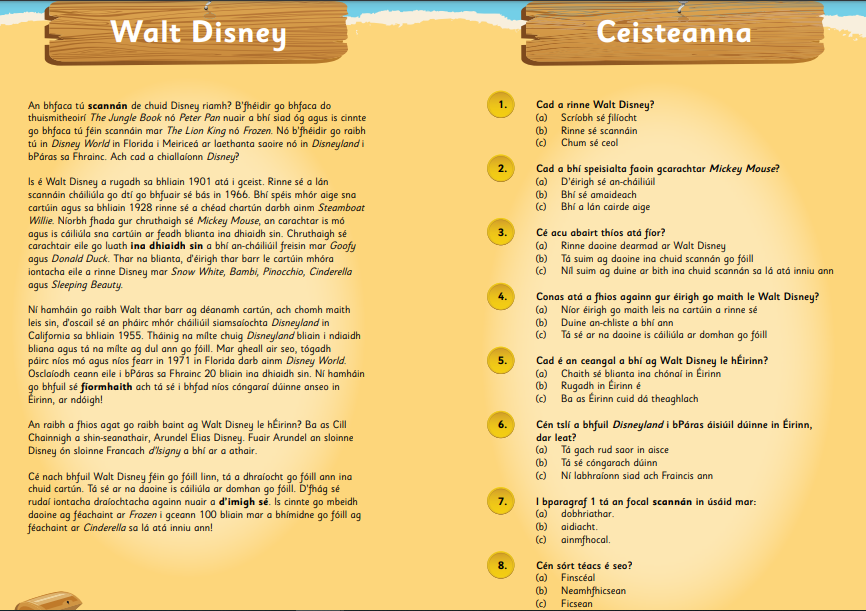 Walt Disney
An bhfaca tú scannán de chuid Disney riamh? B'fhéidir go bhfaca do
thuismitheoirí The Jungle Book nó Peter Pan nuair a bhí siad óg agus is cinnte
go bhfaca tú féin scannáin mar The Lion King nó Frozen. Nó b'fhéidir go raibh
tú in Disney World in Florida i Meiriceá ar laethanta saoire nó in Disneyland i
bPáras sa Fhrainc. Ach cad a chiallaíonn Disney?
Is é Walt Disney a rugadh sa bhliain 1901 atá i gceist. Rinne sé a lán
scannáin cháiliúla go dtí go bhfuair sé bás in 1966. Bhí spéis mhór aige sna
cartúin agus sa bhliain 1928 rinne sé a chéad chartún darbh ainm Steamboat
Willie. Níorbh fhada gur chruthaigh sé Mickey Mouse, an carachtar is mó
agus is cáiliúla sna cartúin ar feadh blianta ina dhiaidh sin. Chruthaigh sé
carachtair eile go luath ina dhiaidh sin a bhí an-cháiliúil freisin mar Goofy
agus Donald Duck. Thar na blianta, d'éirigh thar barr le cartúin mhóra
iontacha eile a rinne Disney mar Snow White, Bambi, Pinocchio, Cinderella
agus Sleeping Beauty.
Ní hamháin go raibh Walt thar barr ag déanamh cartún, ach chomh maith
leis sin, d'oscail sé an pháirc mhór cháiliúil siamsaíochta Disneyland in
California sa bhliain 1955. Tháinig na mílte chuig Disneyland bliain i ndiaidh
bliana agus tá na mílte ag dul ann go fóill. Mar gheall air seo, tógadh
páirc níos mó agus níos fearr in 1971 in Florida darb ainm Disney World.
Osclaíodh ceann eile i bPáras sa Fhrainc 20 bliain ina dhiaidh sin. Ní hamháin
go bhfuil sé fíormhaith ach tá sé i bhfad níos cóngaraí dúinne anseo in
Éirinn, ar ndóigh!
An raibh a fhios agat go raibh baint ag Walt Disney le hÉirinn? Ba as Cill
Chainnigh a shin-seanathair, Arundel Elias Disney. Fuair Arundel an sloinne
Disney ón sloinne Francach d'Isigny a bhí ar a athair.
Cé nach bhfuil Walt Disney féin go fóill linn, tá a dhraíocht go fóill ann ina
chuid cartún. Tá sé ar na daoine is cáiliúla ar domhan go fóill. D'fhág sé
rudaí iontacha draíochtacha againn nuair a d'imigh sé. Is cinnte go mbeidh
daoine ag féachaint ar Frozen i gceann 100 bliain mar a bhímidne go fóill ag
féachaint ar Cinderella sa lá atá inniu ann!
Ceisteanna
1. Cad a rinne Walt Disney?
(a) Scríobh sé filíocht
(b) Rinne sé scannáin
(c) Chum sé ceol
2. Cad a bhí speisialta faoin gcarachtar Mickey Mouse?
(a) D'éirigh sé an-cháiliúil
(b) Bhí sé amaideach
(c) Bhí a lán cairde aige
3. Cé acu abairt thíos atá fíor?
(a) Rinne daoine dearmad ar Walt Disney
(b) Tá suim ag daoine ina chuid scannán go fóill
(c) Níl suim ag duine ar bith ina chuid scannán sa lá atá inniu ann
4. Conas atá a fhios againn gur éirigh go maith le Walt Disney?
(a) Níor éirigh go maith leis na cartúin a rinne sé
(b) Duine an-chliste a bhí ann
(c) Tá sé ar na daoine is cáiliúla ar domhan go fóill
5. Cad é an ceangal a bhí ag Walt Disney le hÉirinn?
(a) Chaith sé blianta ina chónaí in Éirinn
(b) Rugadh in Éirinn é
(c) Ba as Éirinn cuid dá theaghlach
6. Cén tslí a bhfuil Disneyland i bPáras áisiúil dúinne in Éirinn,
dar leat?
(a) Tá gach rud saor in aisce
(b) Tá sé cóngarach dúinn
(c) Ní labhraíonn siad ach Fraincis ann
7. I bparagraf 1 tá an focal scannán in úsáid mar:
(a) dobhriathar.
(b) aidiacht.
(c) ainmfhocal.
8. Cén sórt téacs é seo?
(a) Finscéal
(b) Neamhfhicsean
(c) Ficsean